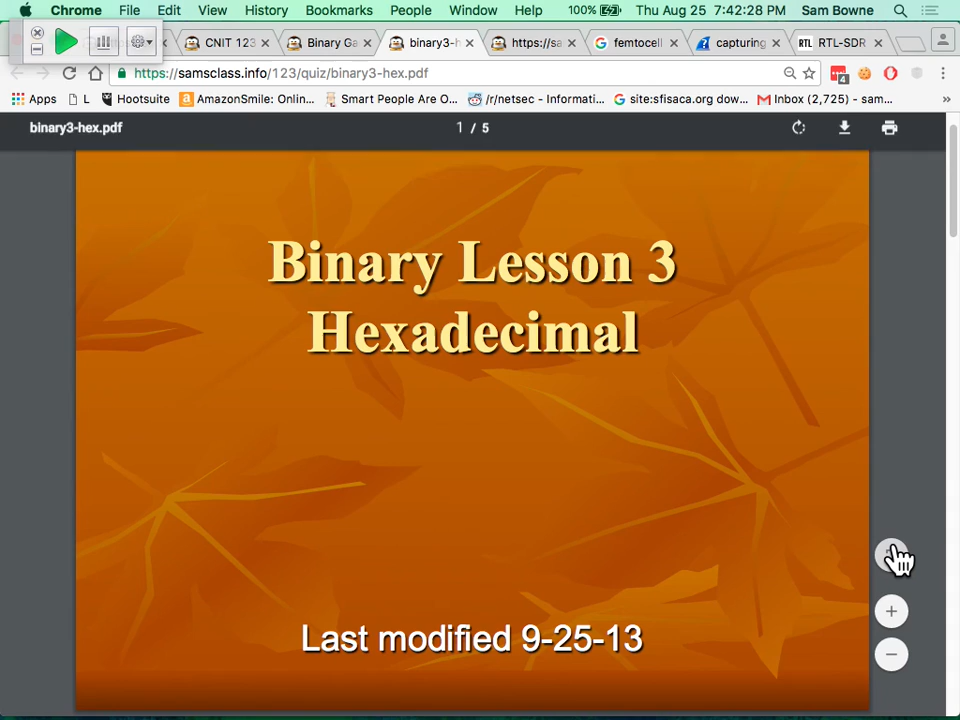 Chrome File Edit View History Bookmarks People Window Help 100% Thu Aug 25 7:42:28 PM Sam Bowne
CNIT 123 Binary Ga binary3-h https://sa femtocell capturing RTL RTL-SDR
https://samsclass.info/123/quiz/binary3-hex.pdf 4
Apps L Hootsuite a AmazonSmile: Onlin... Smart People Are O... /r/netsec - Informati... site:sfisaca.org dow... Inbox (2,725) - sam... »
binary3-hex.pdf 1 / 5
Binary Lesson 3
Hexadecimal
Last modified 9-25-13